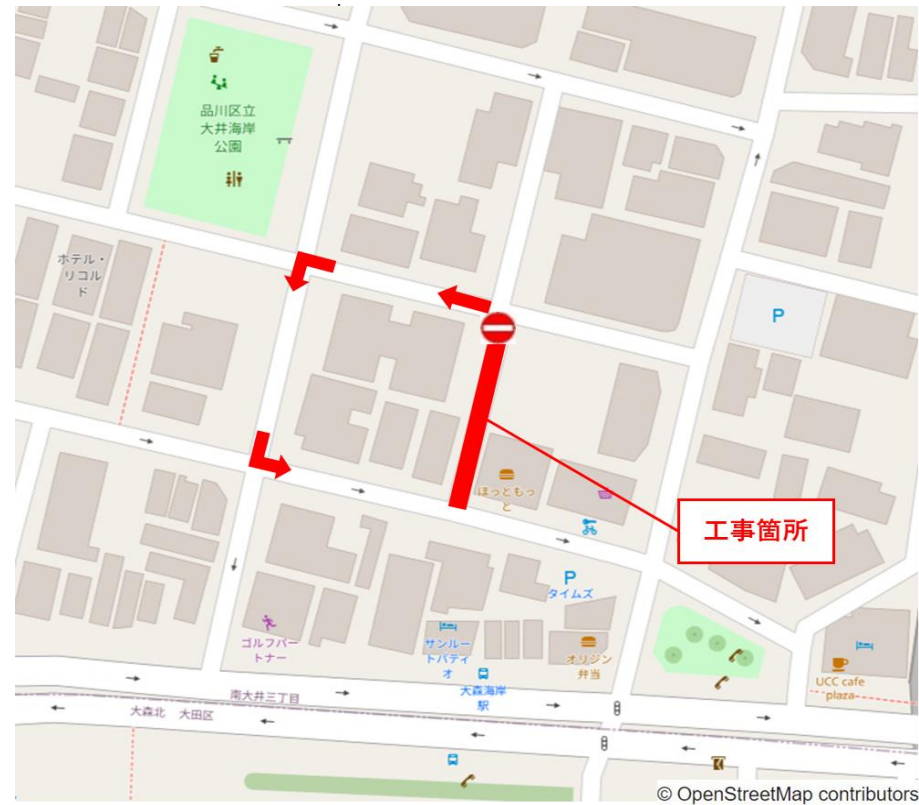 品川区立
大井海岸
公園
ホテル・
リコル
ド
P
ほっともっ
と
工事箇所
P
タイムズ
ゴルフパー
トナー
サンルー
トパティ
オ
オリジン
弁当
大森海岸
駅
UCC cafe
plaza
南大井三丁目
大森北 大田区
© OpenStreetMap contributors